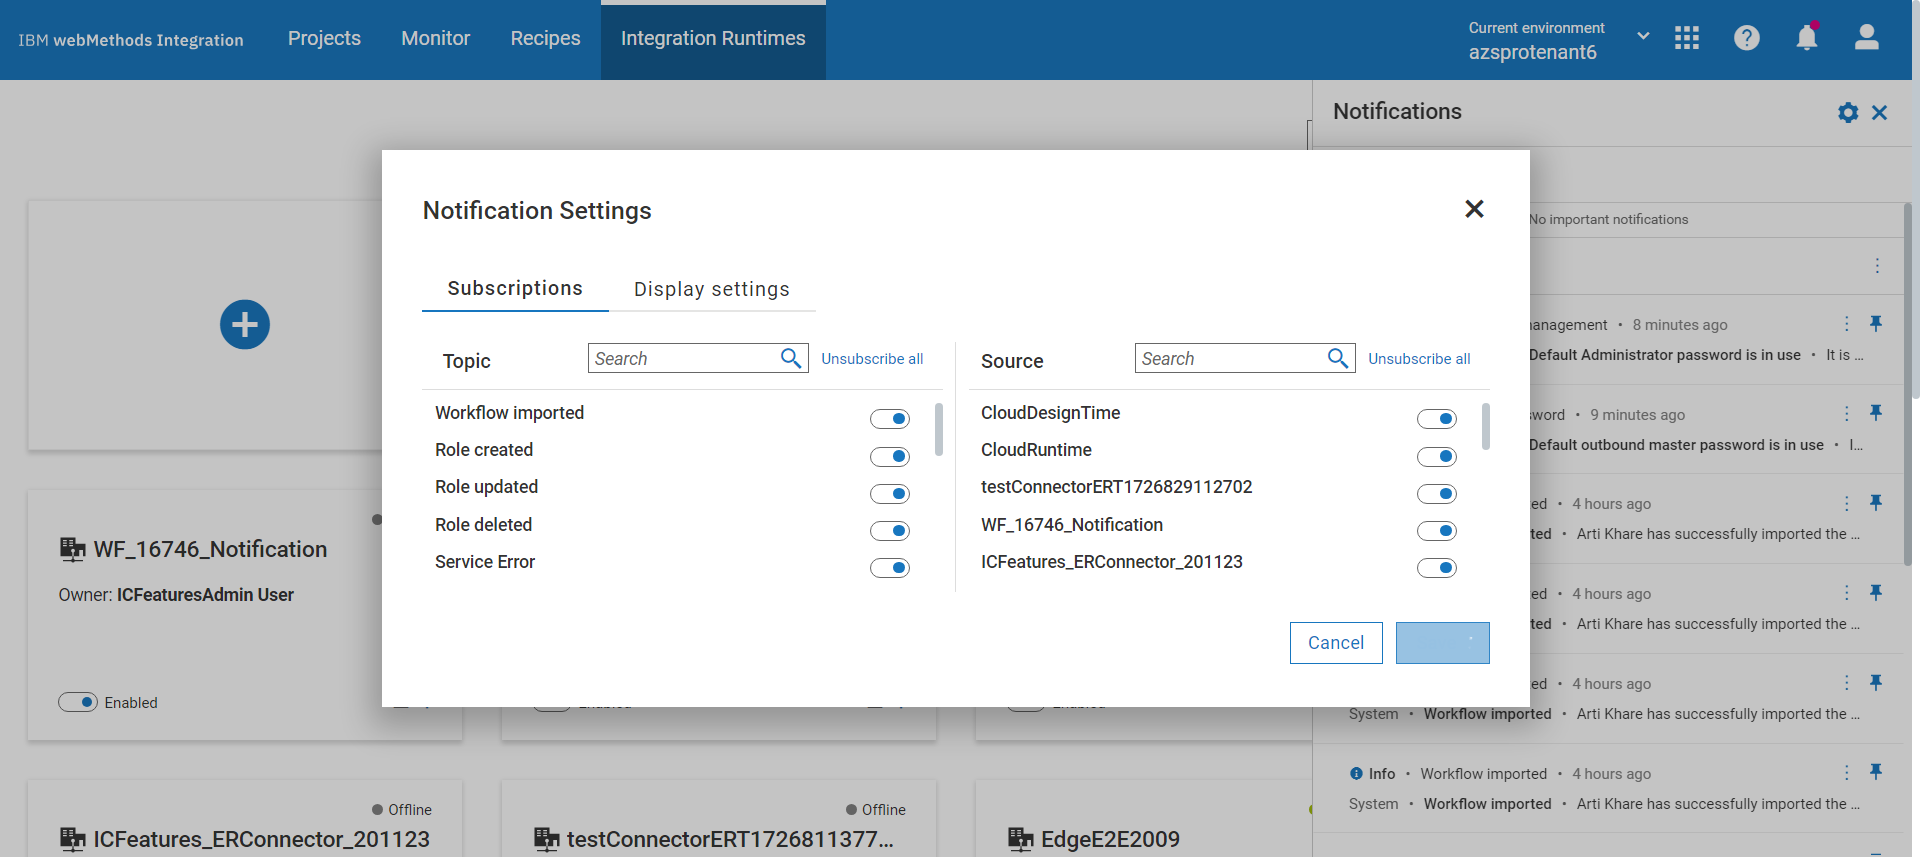 IBM webMethods Integration
Projects
Monitor
Recipes
Integration Runtimes
Current environment
azsprotenant6
Notifications
No important notifications
Notification Settings
Subscriptions
Display settings
Topic
Search
Unsubscribe all
Workflow imported
Role created
Role updated
Role deleted
Service Error
Source
Search
Unsubscribe all
CloudDesignTime
CloudRuntime
testConnectorERT1726829112702
WF_16746_Notification
ICFeatures_ERConnector_201123
Cancel
anagement • 8 minutes ago
Default Administrator password is in use • It is ...
word • 9 minutes ago
Default outbound master password is in use • I...
ed • 4 hours ago
ted • Arti Khare has successfully imported the ...
ed • 4 hours ago
ted • Arti Khare has successfully imported the ...
ed • 4 hours ago
System • Workflow imported • Arti Khare has successfully imported the ...
Info • Workflow imported • 4 hours ago
System • Workflow imported • Arti Khare has successfully imported the ...
WF_16746_Notification
Owner: ICFeaturesAdmin User
Enabled
Offline
ICFeatures_ERConnector_201123
Offline
testConnectorERT1726811377...
EdgeE2E2009